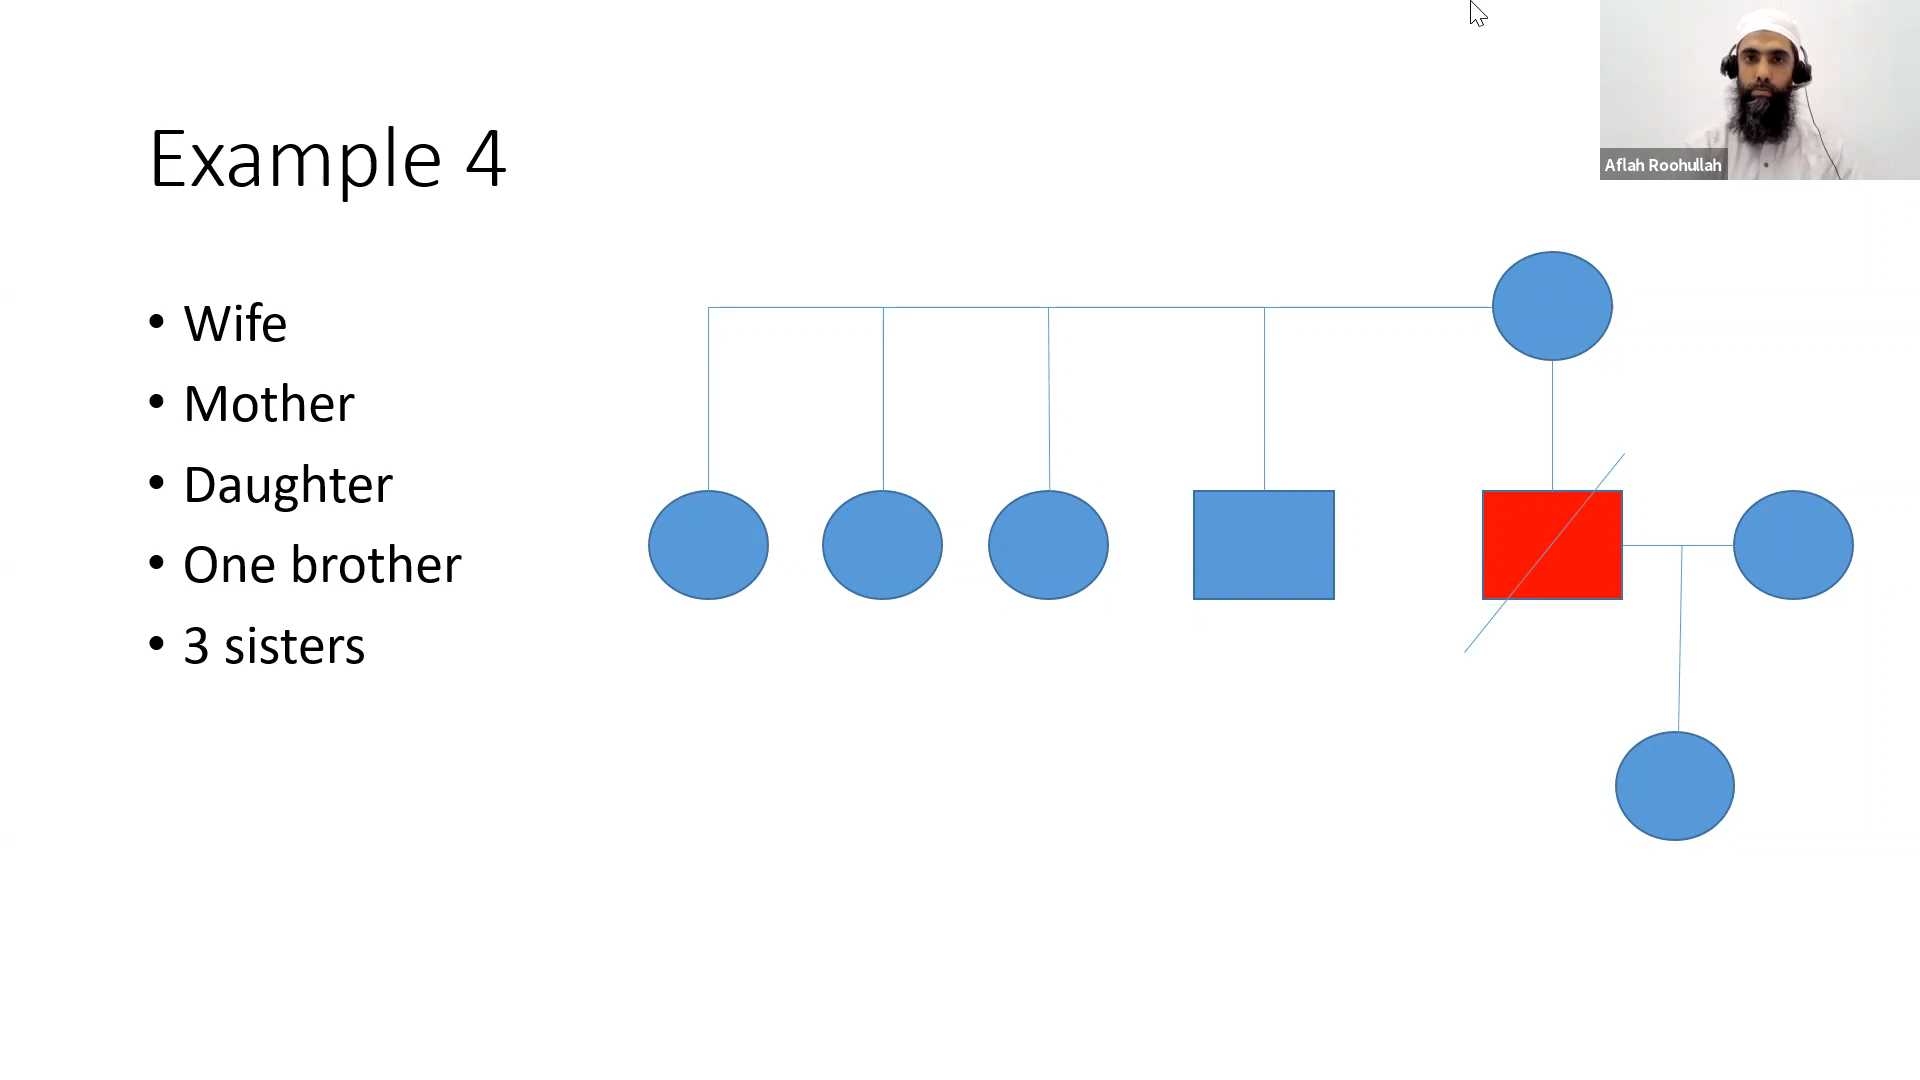 Example 4
• Wife
• Mother
• Daughter
• One brother
• 3 sisters
Aflah Roohullah